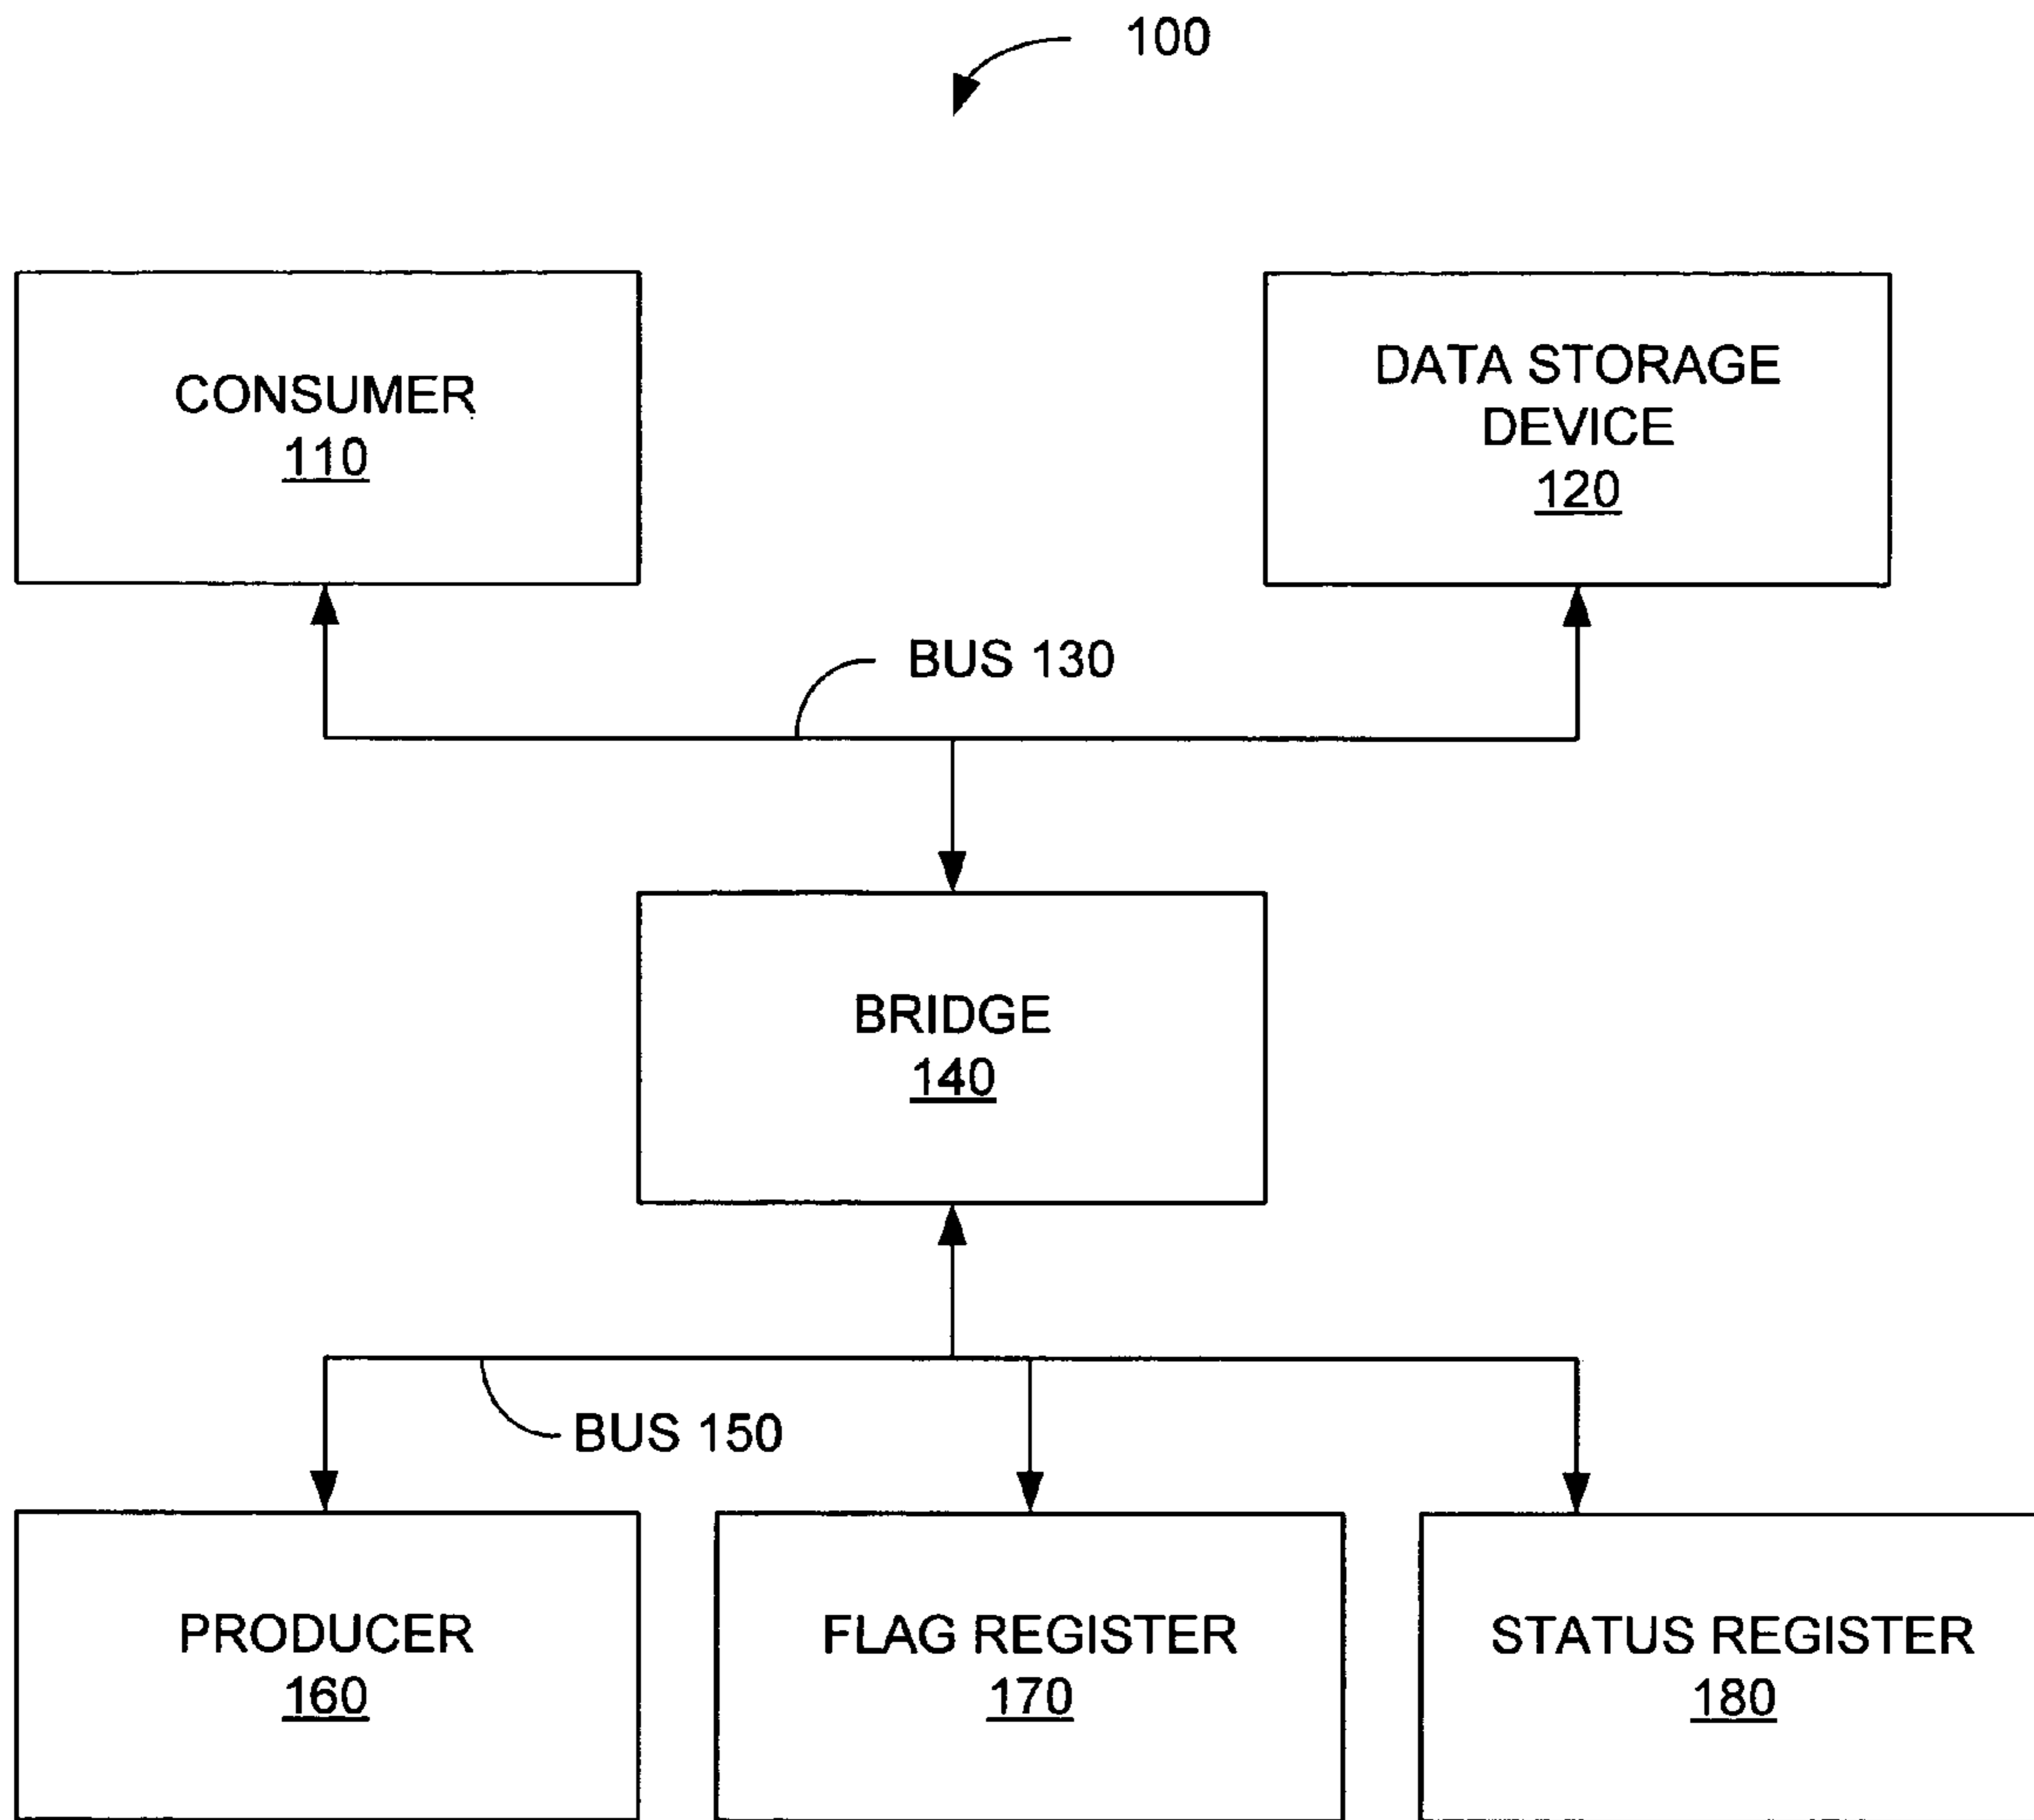 100
CONSUMER
110
DATA STORAGE
DEVICE
120
BUS 130
BRIDGE
140
BUS 150
PRODUCER
160
FLAG REGISTER
170
STATUS REGISTER
180